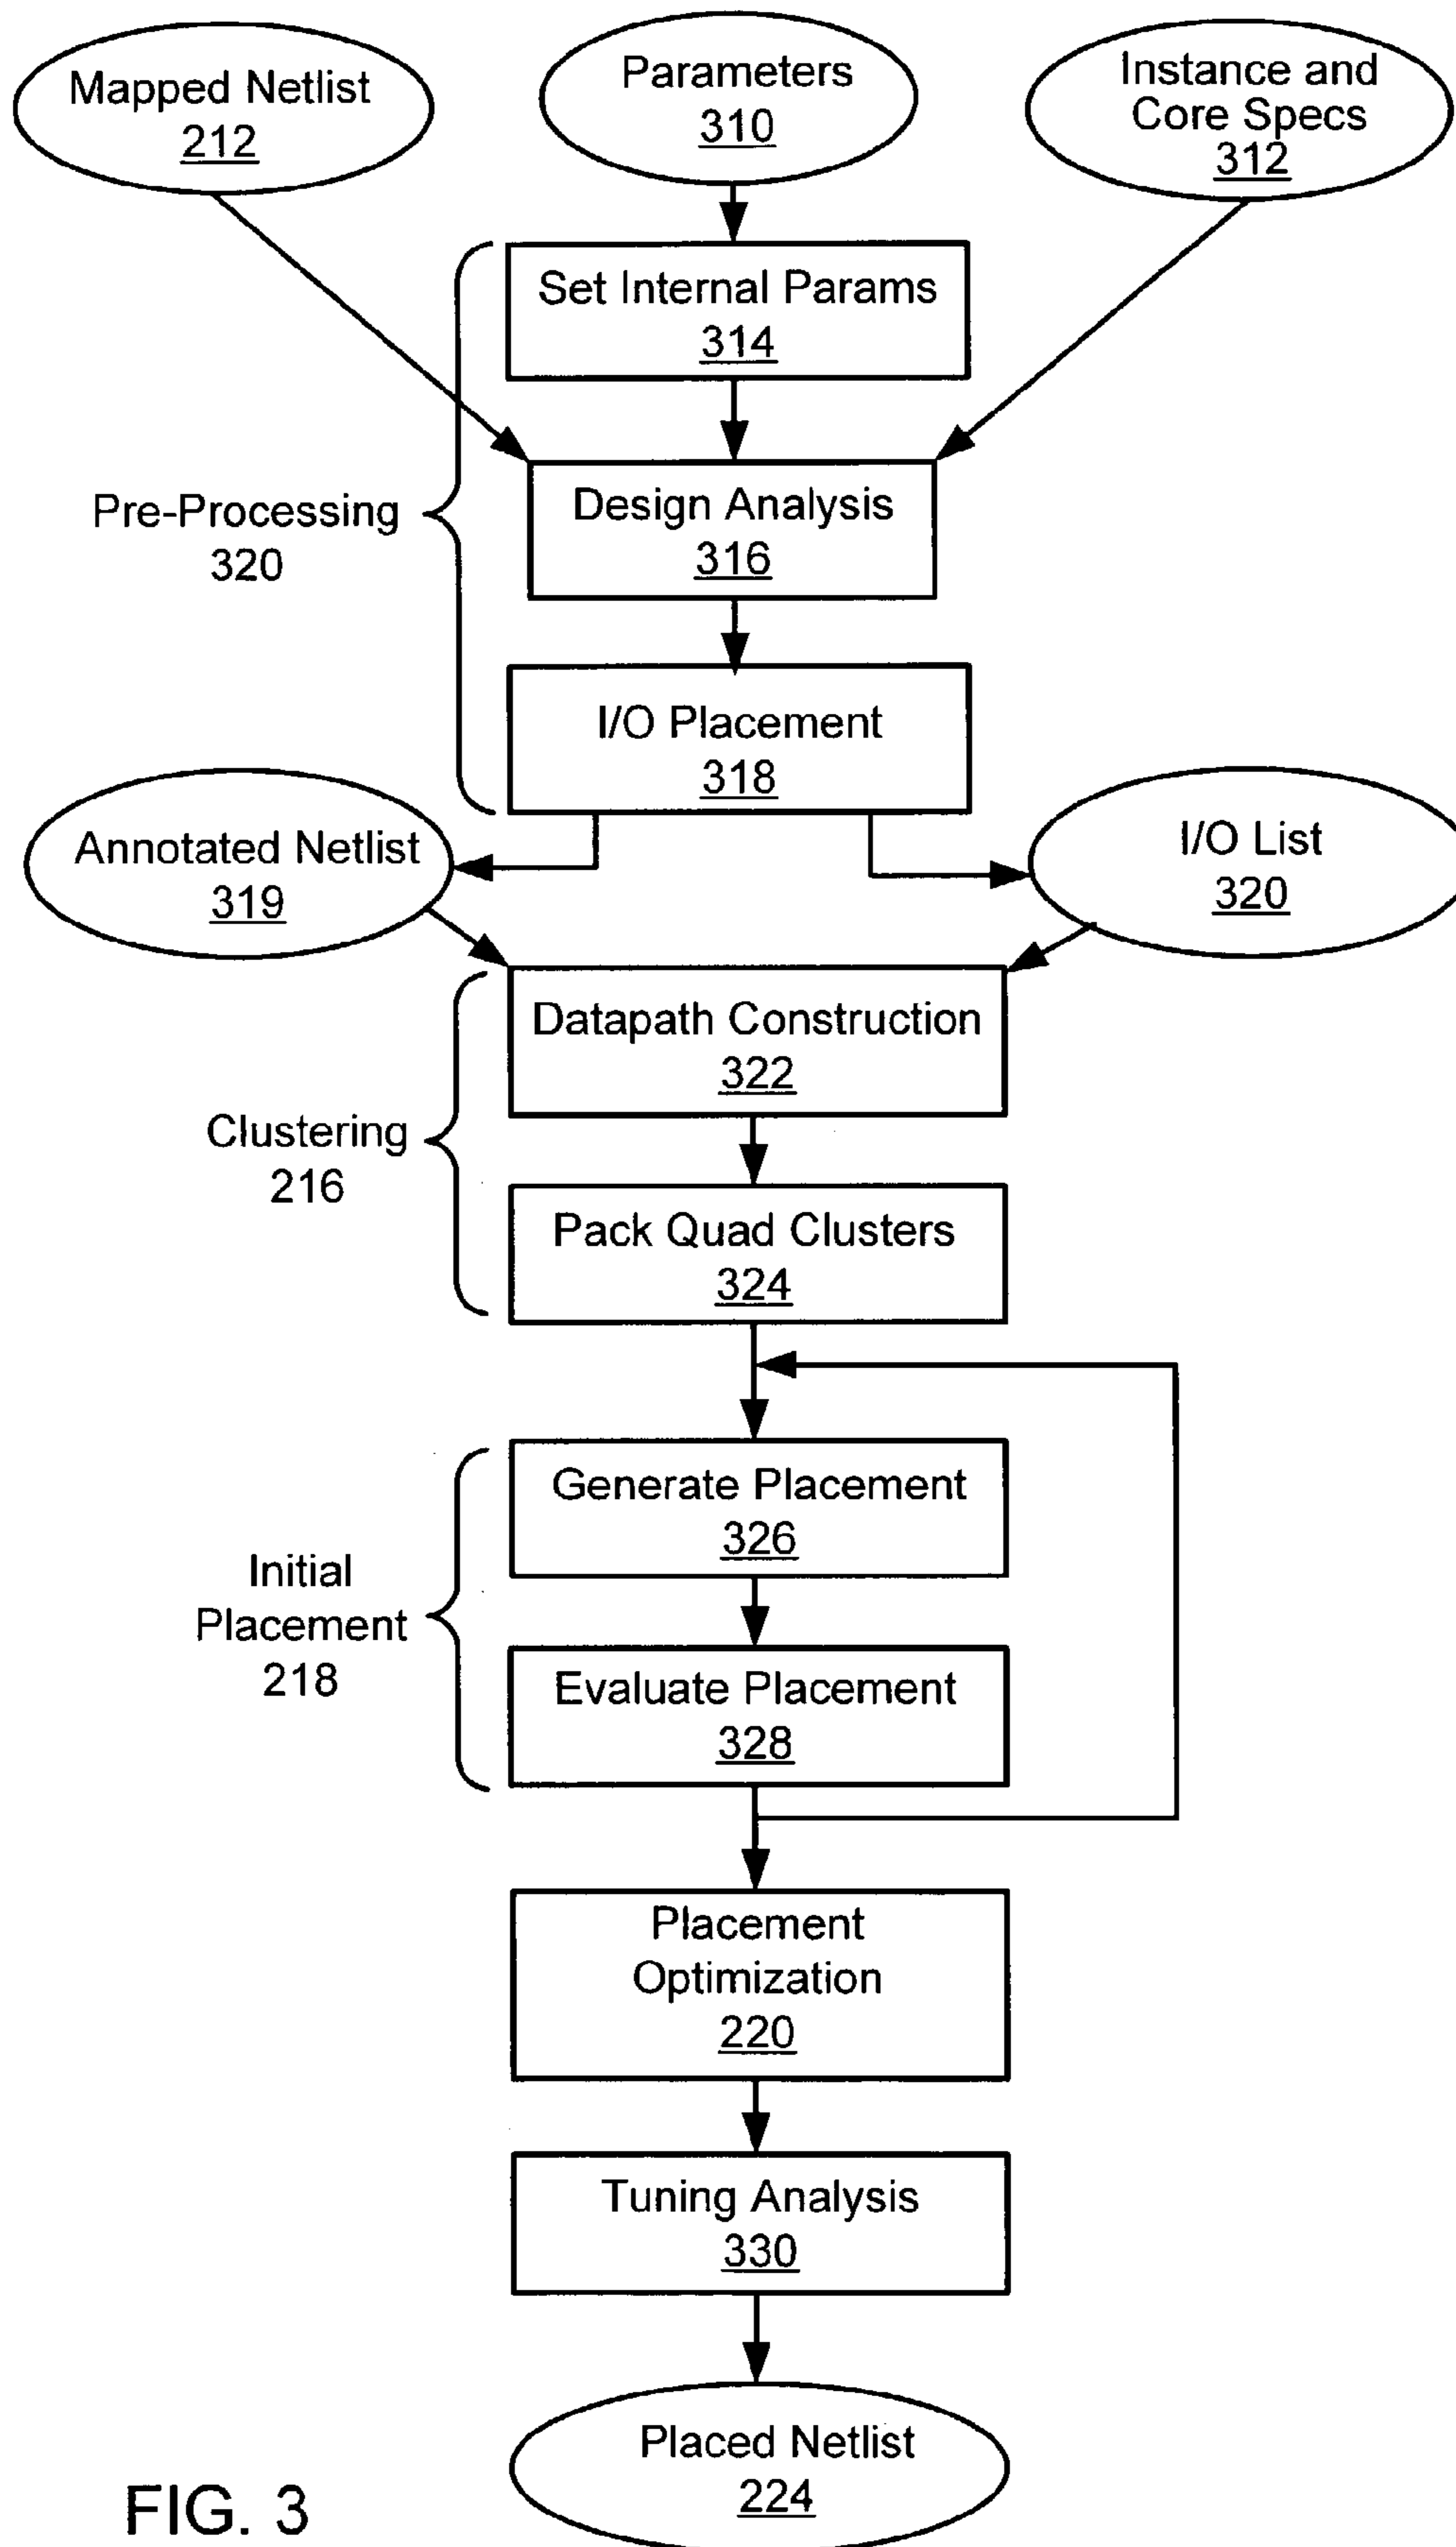 Mapped Netlist
212
Parameters
310
Instance and
Core Specs
312
Set Internal Params
314
Design Analysis
316
Pre-Processing
320
I/O Placement
318
Annotated Netlist
319
I/O List
320
Datapath Construction
322
Clustering
216
Pack Quad Clusters
324
Generate Placement
326
Initial
Placement
218
Evaluate Placement
328
Placement
Optimization
220
Tuning Analysis
330
Placed Netlist
224
FIG. 3